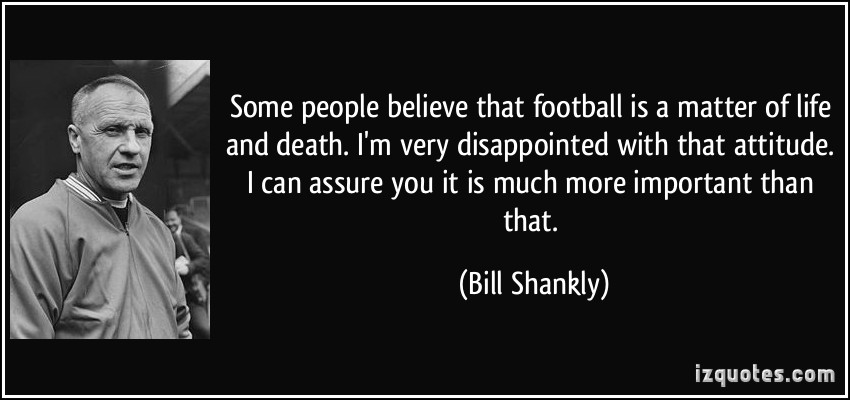 Some people believe that football is a matter of life
and death. I'm very disappointed with that attitude.
I can assure you it is much more important than
that.
(Bill Shankly)
izquotes.com